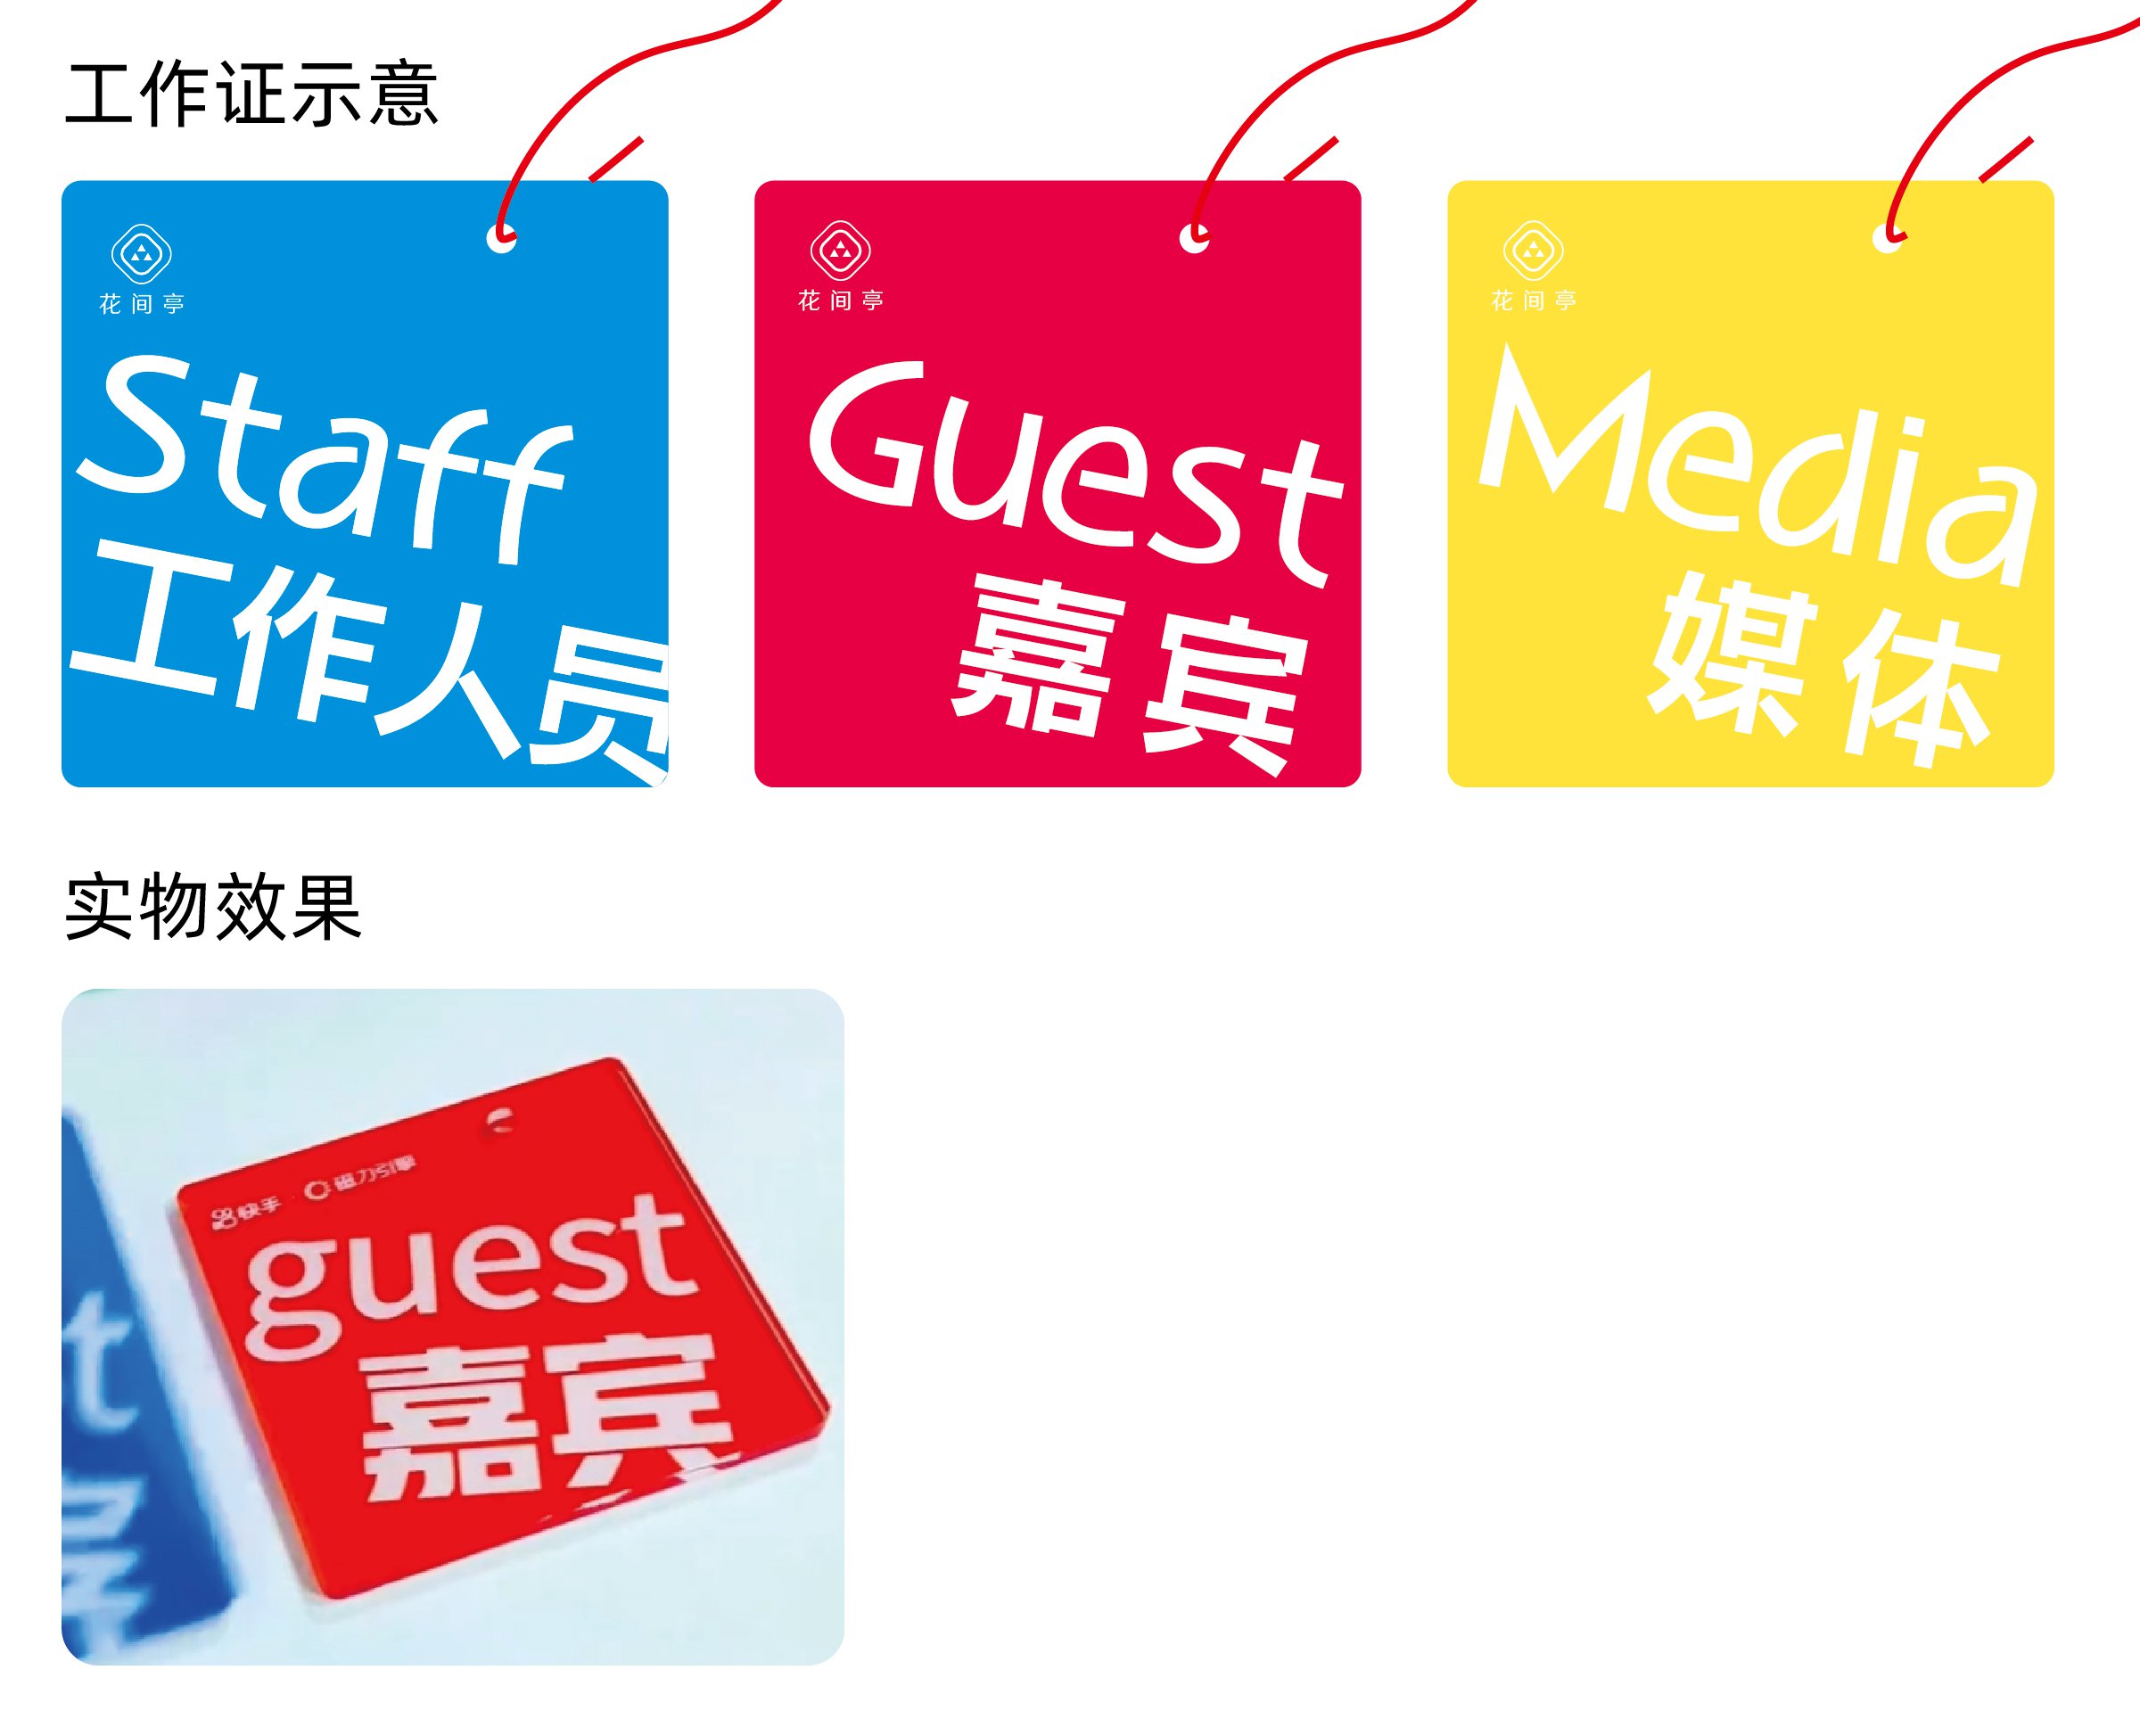 工作证示意
花间亭
Staff
工作人员
花间亭
Guest
嘉宾
花间亭
Media
媒体
实物效果
快手 · 磁力引擎
guest
嘉宾
t